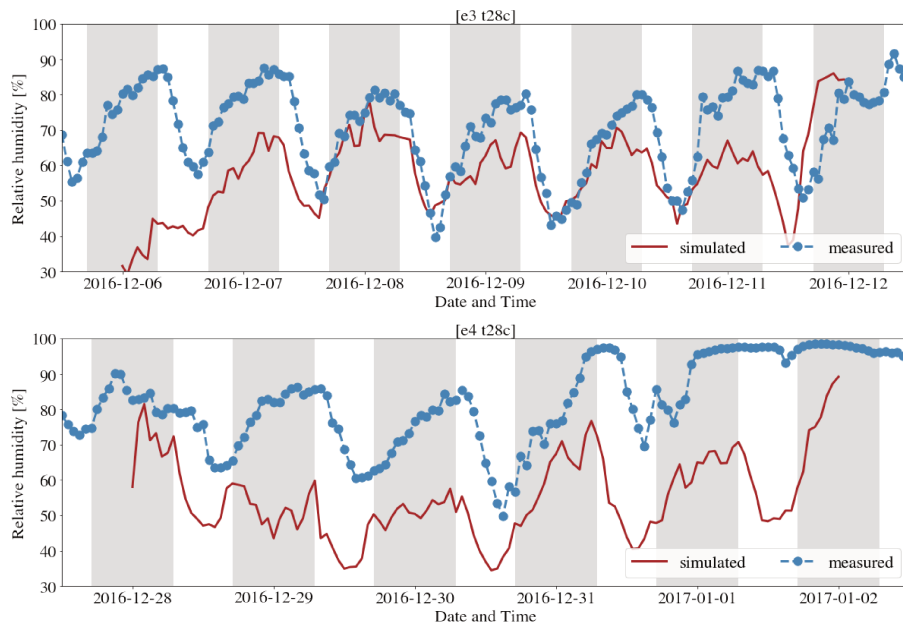 [e3 t28c]
Relative humidity [%]
100
90
80
70
60
50
40
30
simulated measured
2016-12-06 2016-12-07 2016-12-08 2016-12-09 2016-12-10 2016-12-11 2016-12-12
Date and Time
[e4 t28c]
Relative humidity [%]
100
90
80
70
60
50
40
30
simulated measured
2016-12-28 2016-12-29 2016-12-30 2016-12-31 2017-01-01 2017-01-02
Date and Time